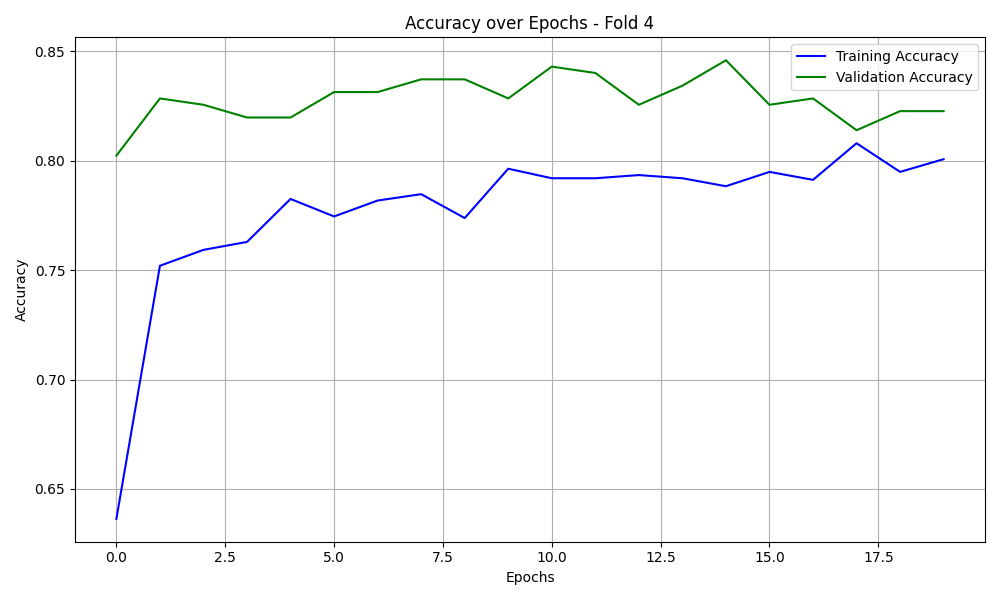 Accuracy over Epochs - Fold 4
Training Accuracy
Validation Accuracy
0.85
0.80
0.75
0.70
0.65
Accuracy
0.0 2.5 5.0 7.5 10.0 12.5 15.0 17.5
Epochs